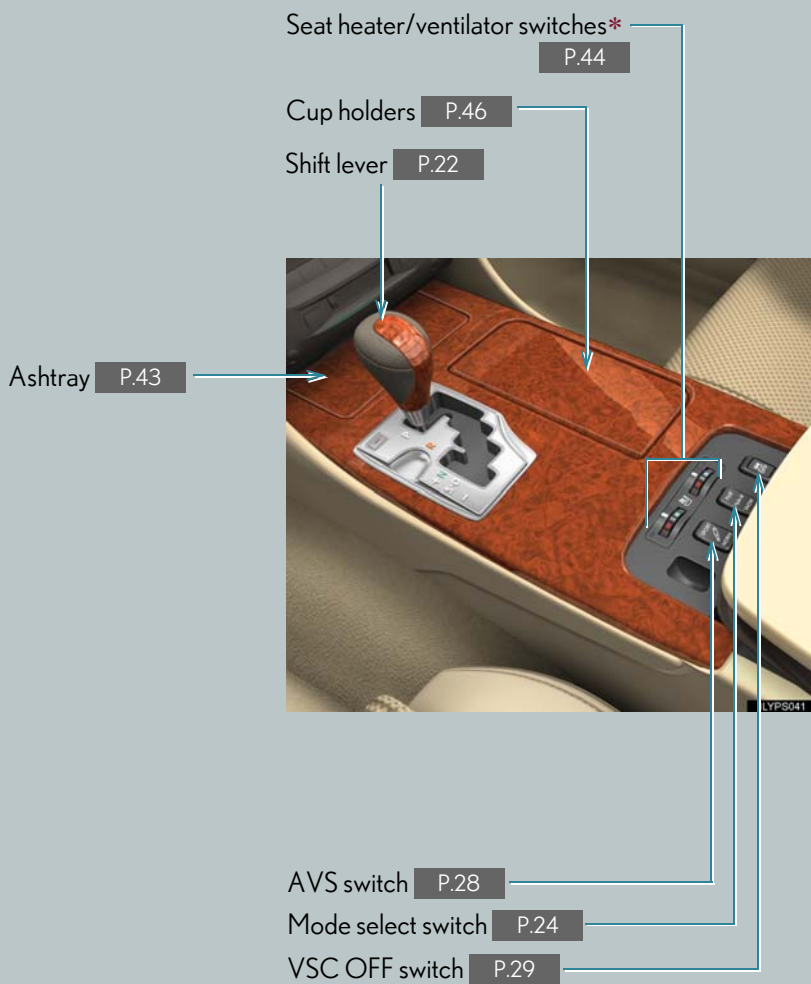 Seat heater/ventilator switches*
P.44
Cup holders P.46
Shift lever P.22
Ashtray P.43
P
R
N
LYPS041
AVS switch P.28
Mode select switch P.24
VSC OFF switch P.29